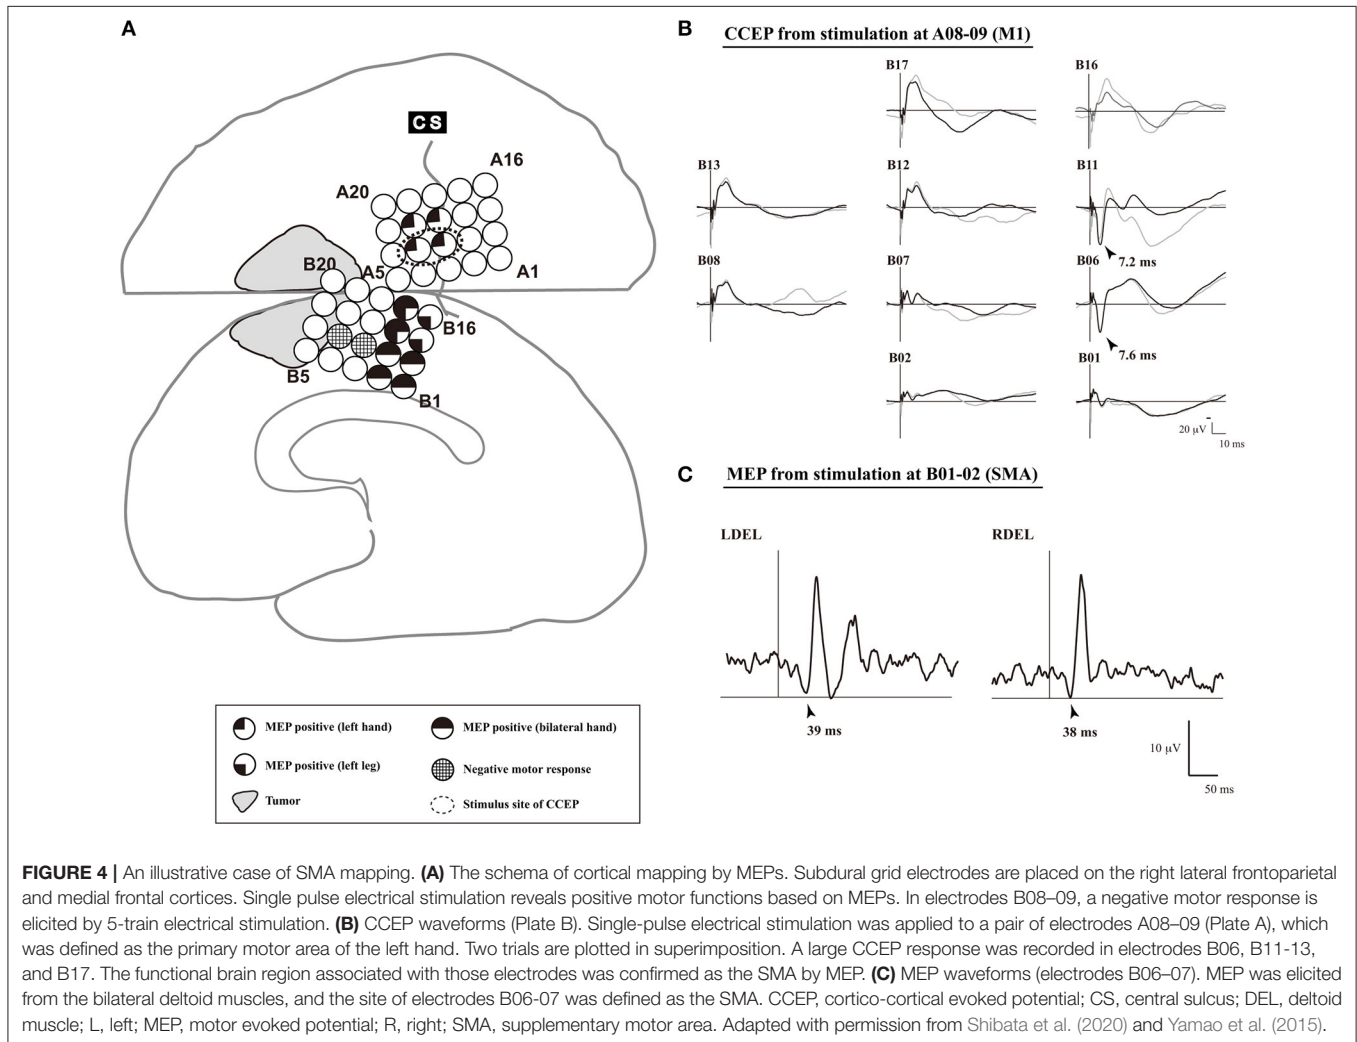 A
CS
A16
A20
A1
B20
A5
B16
B5
B1
MEP positive (left hand)
MEP positive (bilateral hand)
MEP positive (left leg)
Negative motor response
Tumor
Stimulus site of CCEP
B
CCEP from stimulation at A08-09 (M1)
B17
B16
B13
B12
B11
7.2 ms
B08
B07
B06
7.6 ms
B02
B01
20 µV
10 ms
C
MEP from stimulation at B01-02 (SMA)
LDEL
RDEL
39 ms
38 ms
10 µV
50 ms
FIGURE 4 | An illustrative case of SMA mapping. (A) The schema of cortical mapping by MEPs. Subdural grid electrodes are placed on the right lateral frontoparietal
and medial frontal cortices. Single pulse electrical stimulation reveals positive motor functions based on MEPs. In electrodes B08–09, a negative motor response is
elicited by 5-train electrical stimulation. (B) CCEP waveforms (Plate B). Single-pulse electrical stimulation was applied to a pair of electrodes A08–09 (Plate A), which
was defined as the primary motor area of the left hand. Two trials are plotted in superimposition. A large CCEP response was recorded in electrodes B06, B11-13,
and B17. The functional brain region associated with those electrodes was confirmed as the SMA by MEP. (C) MEP waveforms (electrodes B06–07). MEP was elicited
from the bilateral deltoid muscles, and the site of electrodes B06-07 was defined as the SMA. CCEP, cortico-cortical evoked potential; CS, central sulcus; DEL, deltoid
muscle; L, left; MEP, motor evoked potential; R, right; SMA, supplementary motor area. Adapted with permission from Shibata et al. (2020) and Yamao et al. (2015).